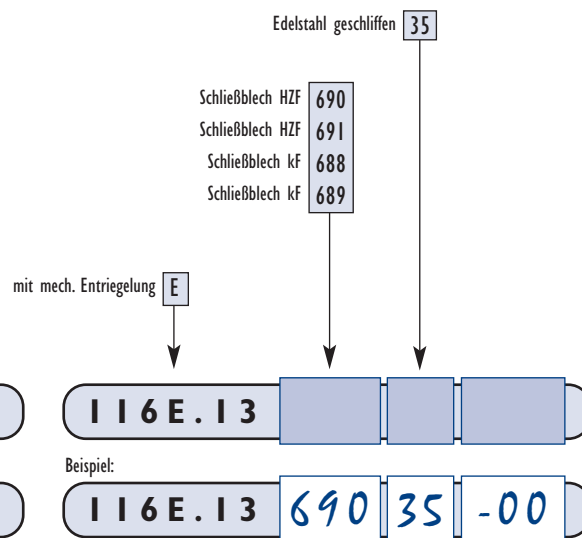 Edelstahl geschliffen 35
Schließblech HZF 690
Schließblech HZF 691
Schließblech kF 688
Schließblech kF 689
mit mech. Entriegelung E
116E.13
Beispiel:
116E.13 690 35 -00